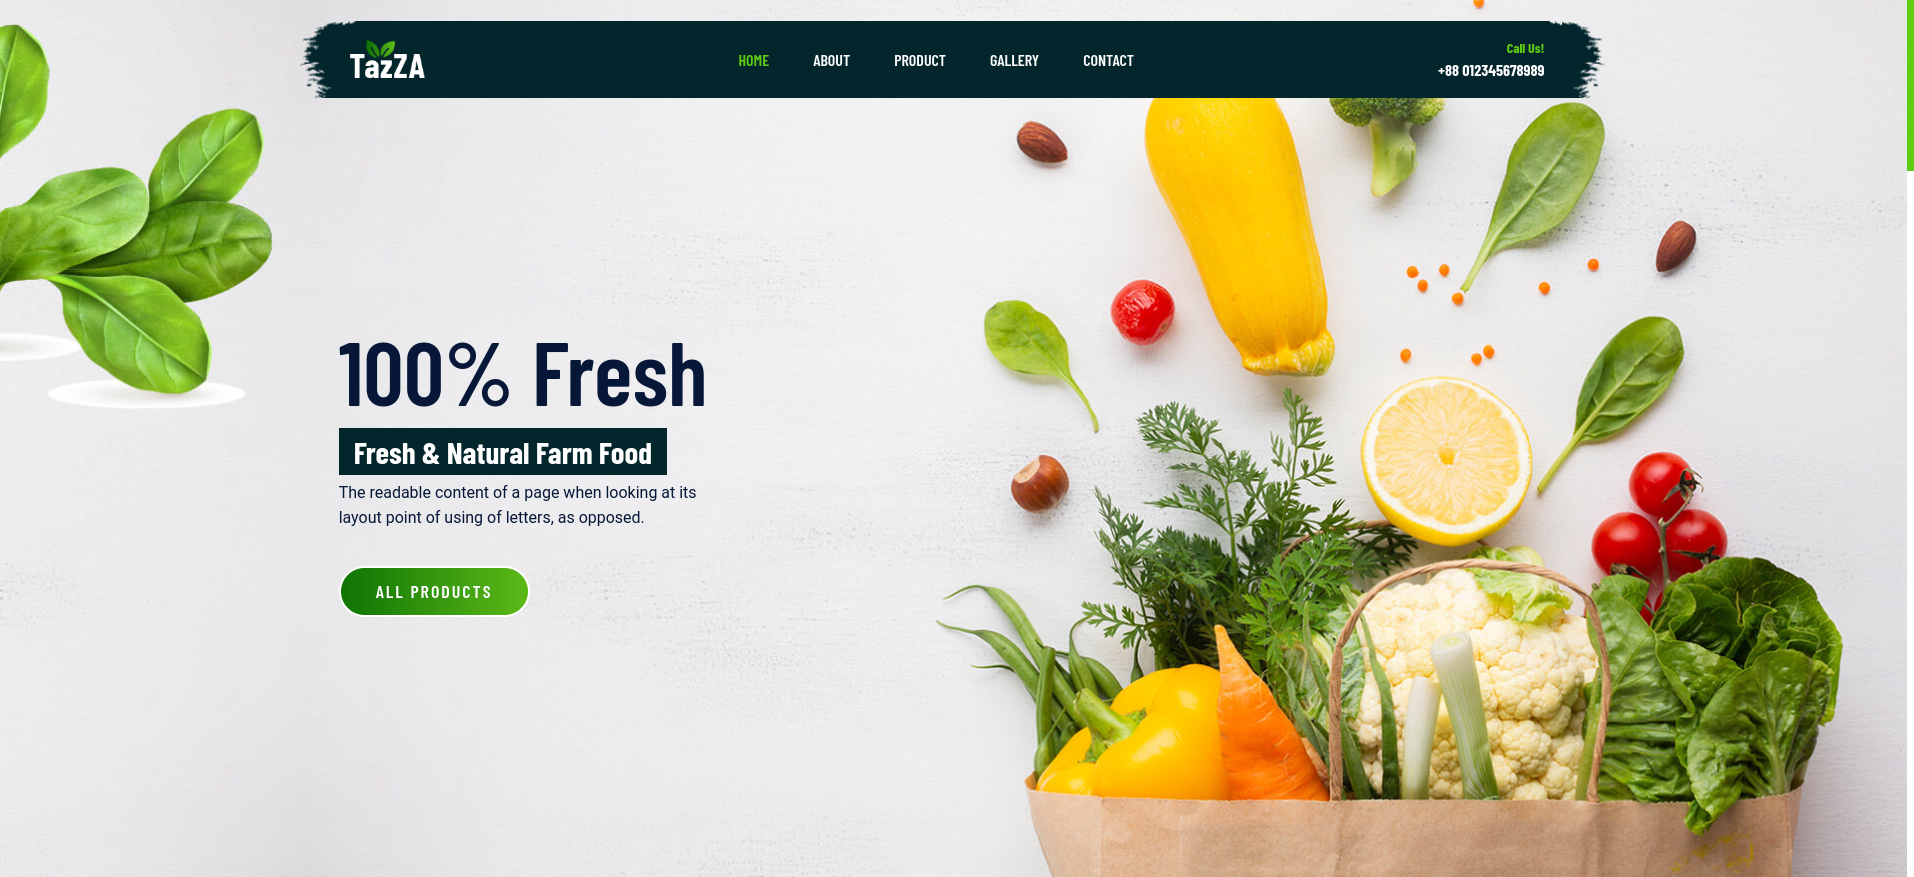 TazZA
HOME
ABOUT
PRODUCT
GALLERY
CONTACT
Call Us!
+88 012345678989
100% Fresh
Fresh & Natural Farm Food
The readable content of a page when looking at its
layout point of using of letters, as opposed.
ALL PRODUCTS